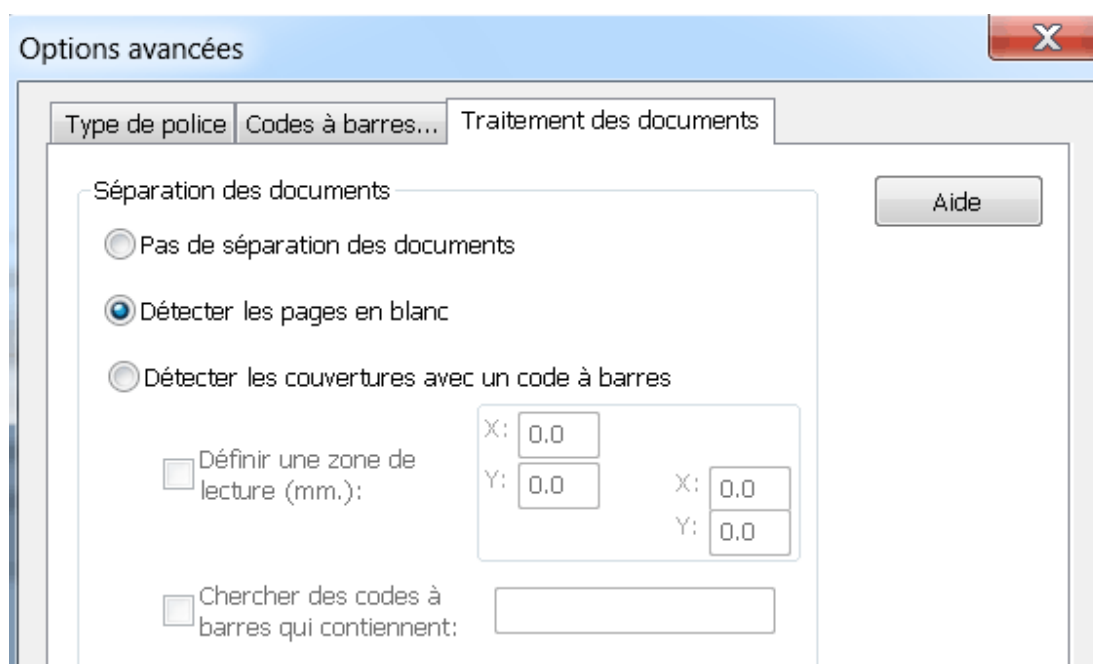 Options avancées
X
Type de police Codes à barres... Traitement des documents
Séparation des documents
Aide
Pas de séparation des documents
Détecter les pages en blanc
Détecter les couvertures avec un code à barres
Définir une zone de
lecture (mm.):
X: 0.0
Y: 0.0
X: 0.0
Y: 0.0
Chercher des codes à
barres qui contiennent: